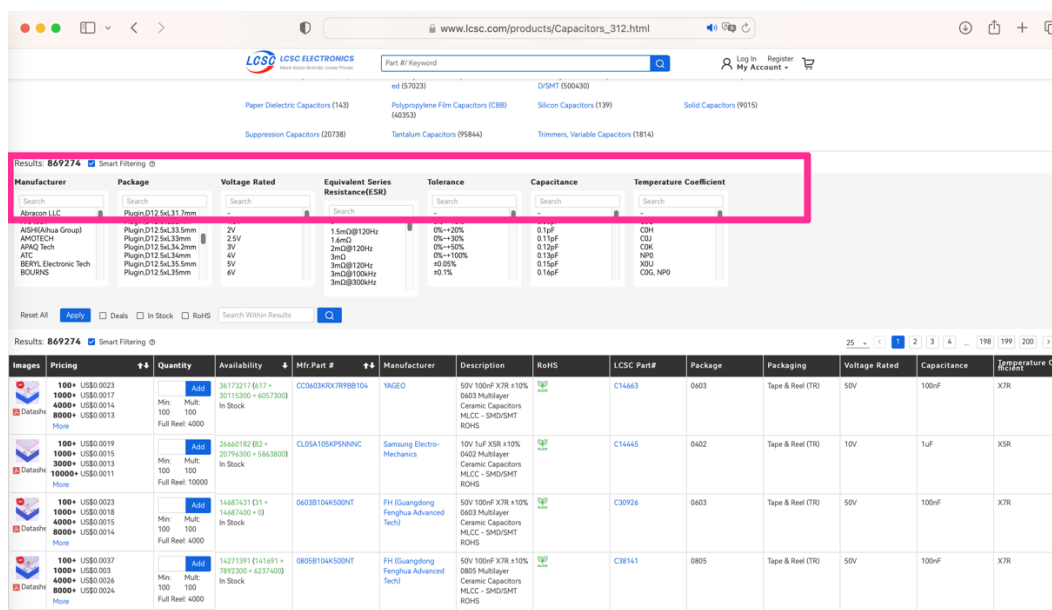 www.lcsc.com/products/Capacitors_312.html
LCSC LCSC ELECTRONICS
More Asian Brands, Lower Prices
Part #/ Keyword
Log In Register
My Account
ed (57023)
D/SMT (500430)
Paper Dielectric Capacitors (143)
Polypropylene Film Capacitors (CBB) (40353)
Silicon Capacitors (139)
Solid Capacitors (9015)
Suppression Capacitors (20738)
Tantalum Capacitors (95844)
Trimmers, Variable Capacitors (1814)
Results: 869274 Smart Filtering
Manufacturer Package Voltage Rated Equivalent Series Resistance(ESR) Tolerance Capacitance Temperature Coefficient
Search Search Search Search Search Search Search
Abracon LLC Plugin,D12.5xL31.7mm - - - -
AISHI(Aihua Group) Plugin,D12.5xL33.5mm 2V 1.5mΩ@120Hz 0%~+20% 0.1pF C0H
AMOTECH Plugin,D12.5xL33mm 2.5V 1.6mΩ 0%~+30% 0.11pF C0J
APAQ Tech Plugin,D12.5xL34.2mm 3V 2mΩ@120Hz 0%~+50% 0.12pF C0K
ATC Plugin,D12.5xL34mm 4V 3mΩ 0%~+100% 0.13pF NP0
BERYL Electronic Tech Plugin,D12.5xL35.5mm 5V 3mΩ@120Hz ±0.05% 0.15pF X0U
BOURNS Plugin,D12.5xL35mm 6V 3mΩ@100kHz ±0.1% 0.16pF C0G, NP0
3mΩ@300kHz
Reset All Apply Deals In Stock RoHS Search Within Results
Results: 869274 Smart Filtering
25 < 1 2 3 4 ... 198 199 200 >
Images Pricing Quantity Availability Mfr.Part # Manufacturer Description RoHS LCSC Part# Package Packaging Voltage Rated Capacitance
100+ US$0.0023 Add 36173217 (617 + CC0603KRX7R9BB104 YAGEO 50V 100nF X7R ±10% C14663 0603 Tape & Reel (TR) 50V 100nF X7R
1000+ US$0.0017 30115300 + 6057300) 0603 Multilayer
4000+ US$0.0014 Min: Mult: In Stock Ceramic Capacitors
Datashe 8000+ US$0.0013 100 100 MLCC - SMD/SMT
More Full Reel: 4000 ROHS
100+ US$0.0019 Add 26660182 (82 + CL05A105KP5NNNC Samsung Electro- 10V 1uF X5R ±10% C14445 0402 Tape & Reel (TR) 10V 1uF X5R
1000+ US$0.0015 20796300 + 5863800) Mechanics 0402 Multilayer
3000+ US$0.0013 Min: Mult: In Stock Ceramic Capacitors
Datashe 10000+ US$0.0011 100 100 MLCC - SMD/SMT
More Full Reel: 10000 ROHS
100+ US$0.0023 Add 14687431 (31 + 0603B104K500NT FH (Guangdong 50V 100nF X7R ±10% C30926 0603 Tape & Reel (TR) 50V 100nF X7R
1000+ US$0.0018 14687400 + 0) Fenghua Advanced 0603 Multilayer
4000+ US$0.0015 Min: Mult: In Stock Tech) Ceramic Capacitors
Datashe 8000+ US$0.0014 100 100 MLCC - SMD/SMT
More Full Reel: 4000 ROHS
100+ US$0.0037 Add 14271391 (141691 + 0805B104K500NT FH (Guangdong 50V 100nF X7R ±10% C38141 0805 Tape & Reel (TR) 50V 100nF X7R
1000+ US$0.003 7892300 + 6237400) Fenghua Advanced 0805 Multilayer
4000+ US$0.0026 Min: Mult: In Stock Tech) Ceramic Capacitors
Datashe 8000+ US$0.0024 100 100 MLCC - SMD/SMT
More Full Reel: 4000 ROHS